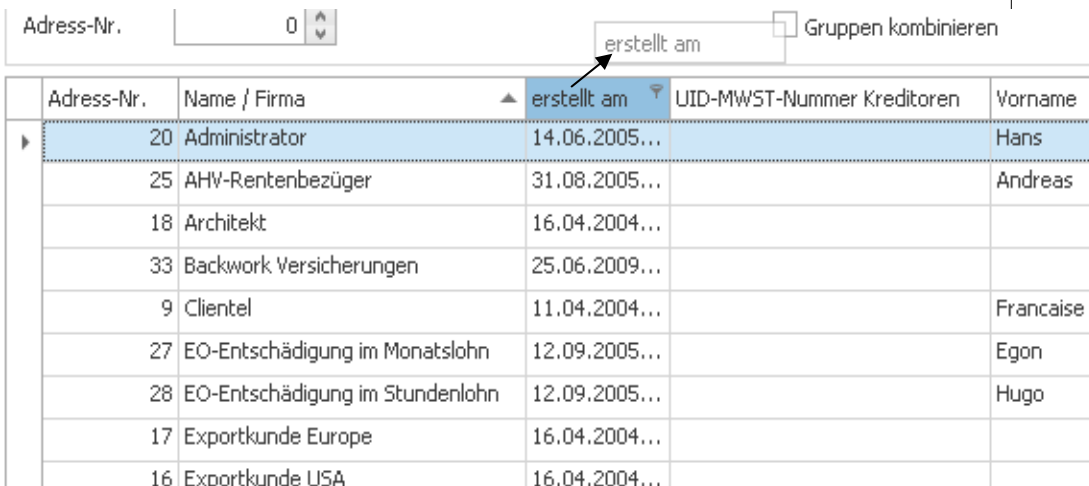 Adress-Nr. 0 erstellt am Gruppen kombinieren
Adress-Nr. Name / Firma erstellt am UID-MWST-Nummer Kreditoren Vorname
20 Administrator 14.06.2005... Hans
25 AHV-Rentenbezüger 31.08.2005... Andreas
18 Architekt 16.04.2004...
33 Backwork Versicherungen 25.06.2009...
9 Clientel 11.04.2004... Francaise
27 EO-Entschädigung im Monatslohn 12.09.2005... Egon
28 EO-Entschädigung im Stundenlohn 12.09.2005... Hugo
17 Exportkunde Europe 16.04.2004...
16 Exportkunde USA 16.04.2004...